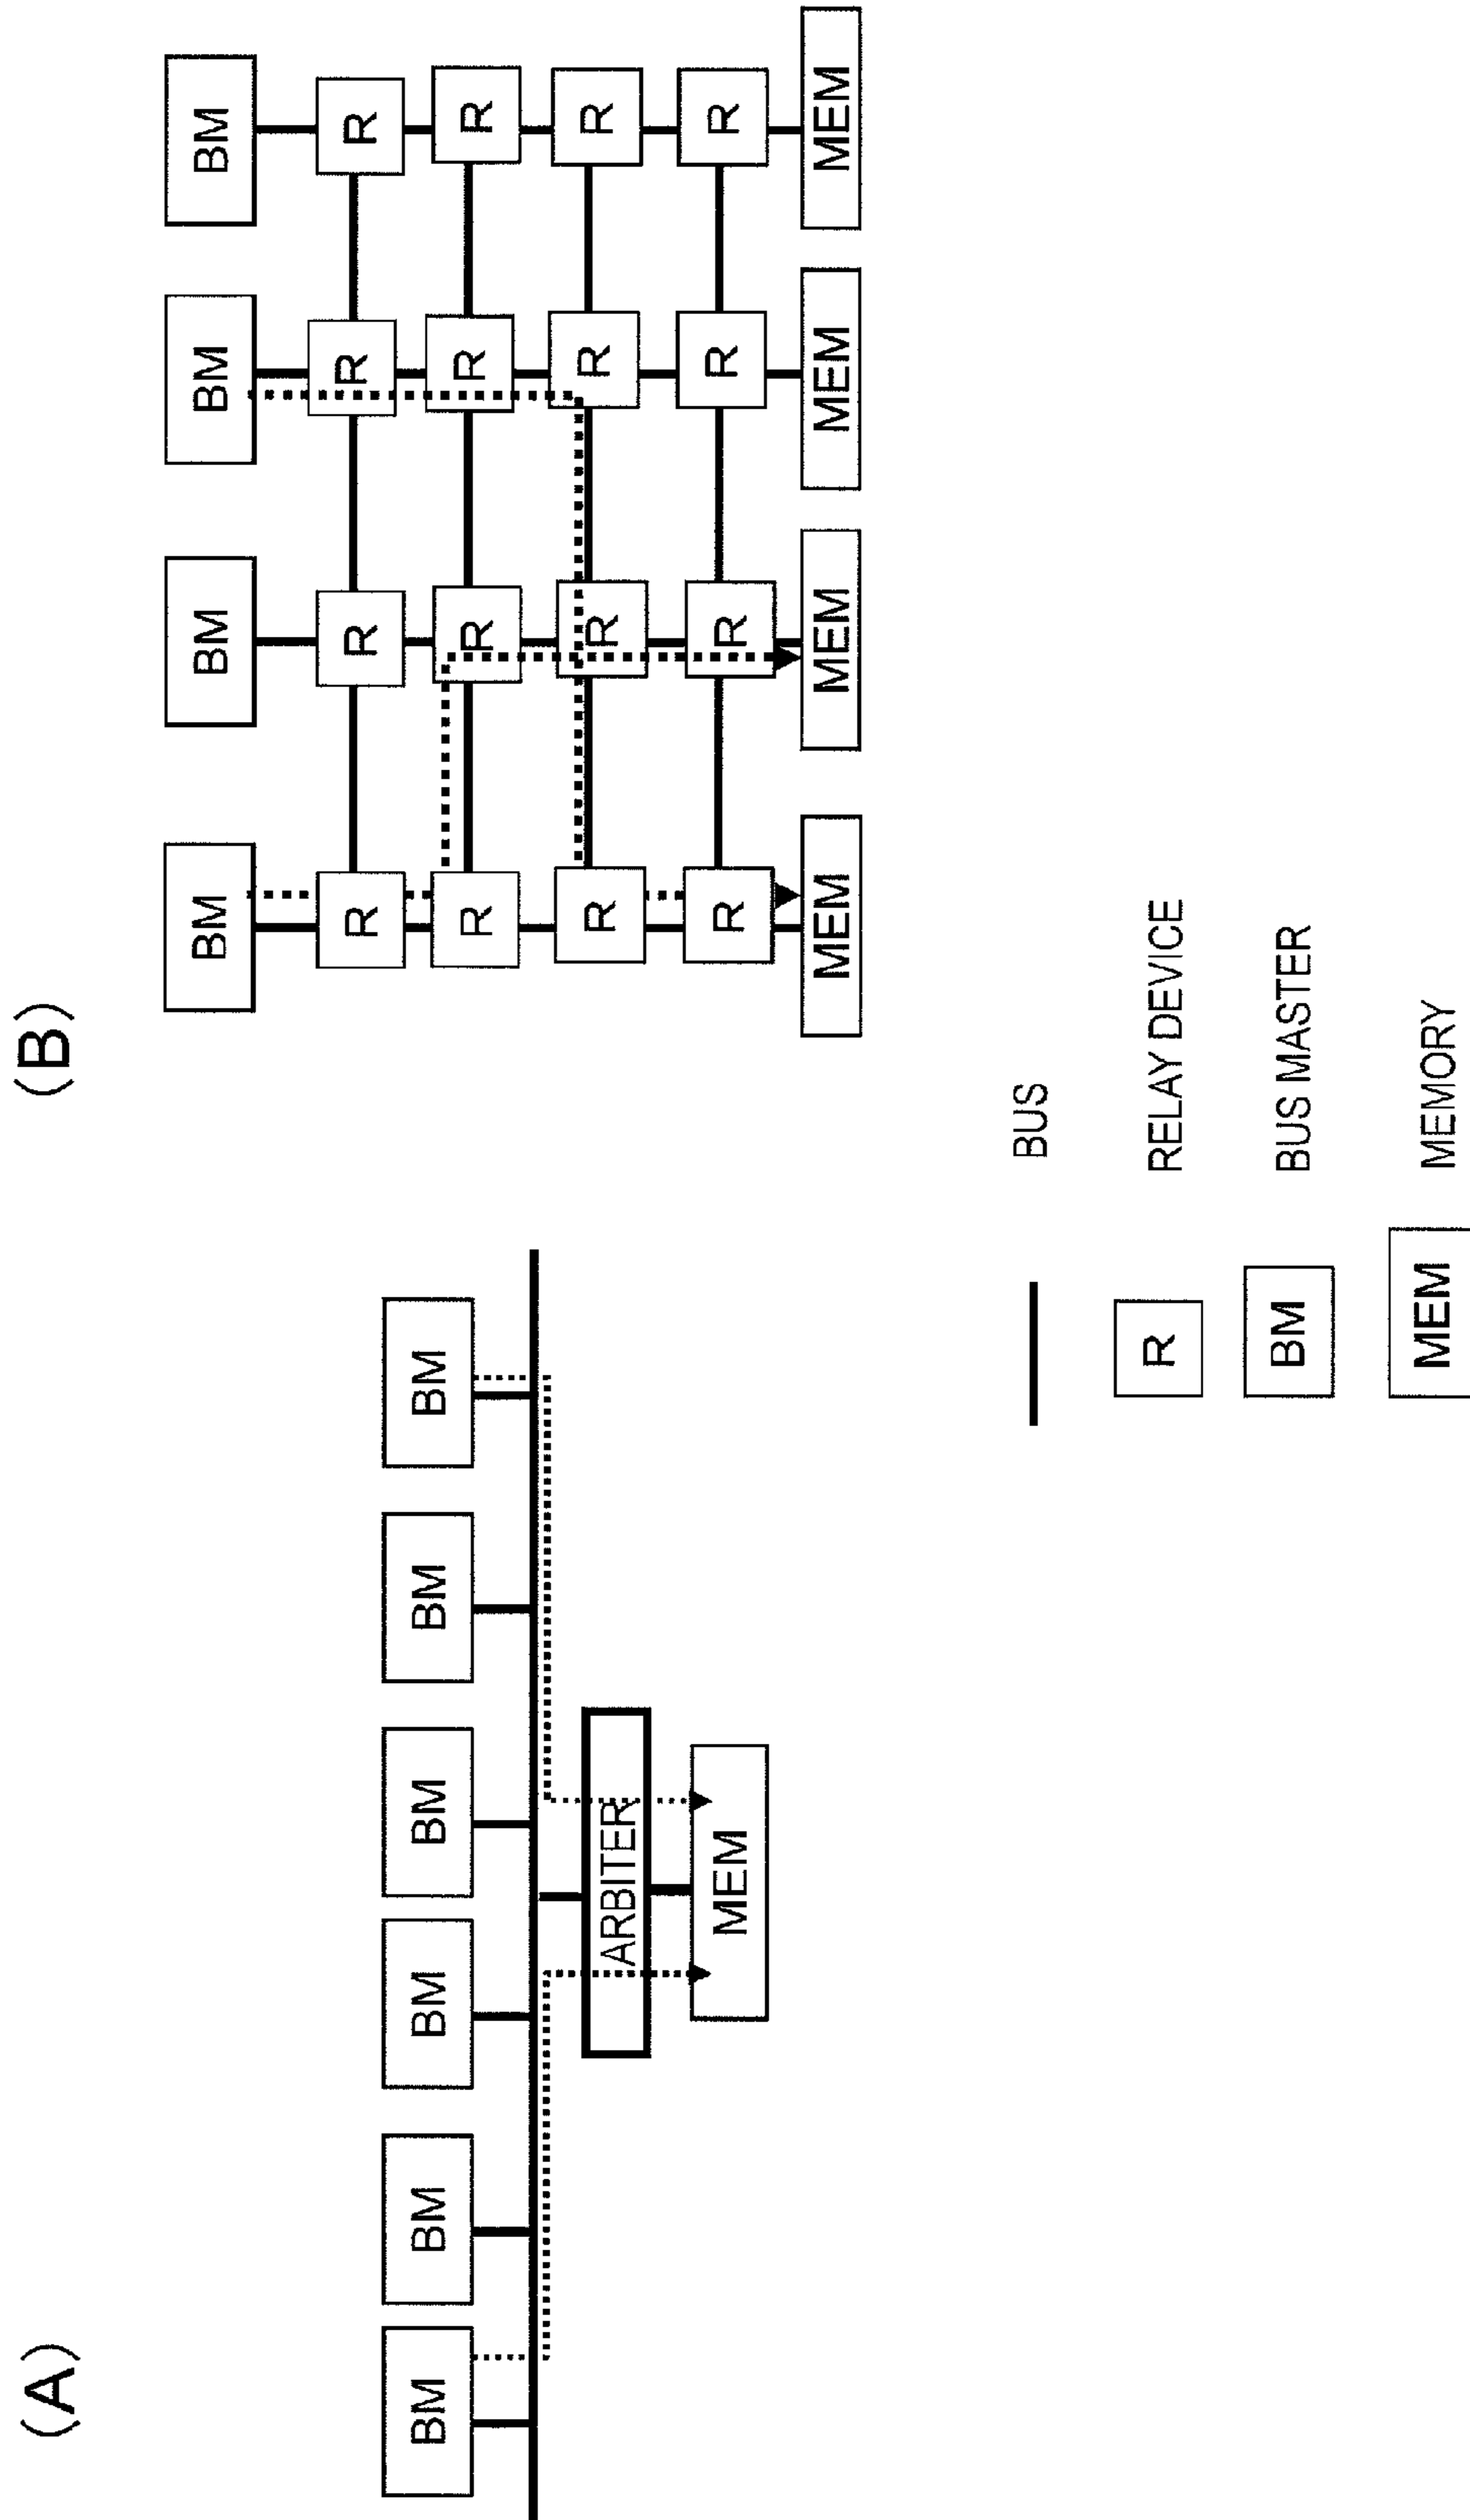 (A)
BM BM BM BM BM BM
ARBITER
MEM
(B)
BM BM BM BM
R R R R
R R R R
R R R R
R R R R
MEM MEM MEM MEM
BUS
R RELAY DEVICE
BM BUS MASTER
MEM MEMORY